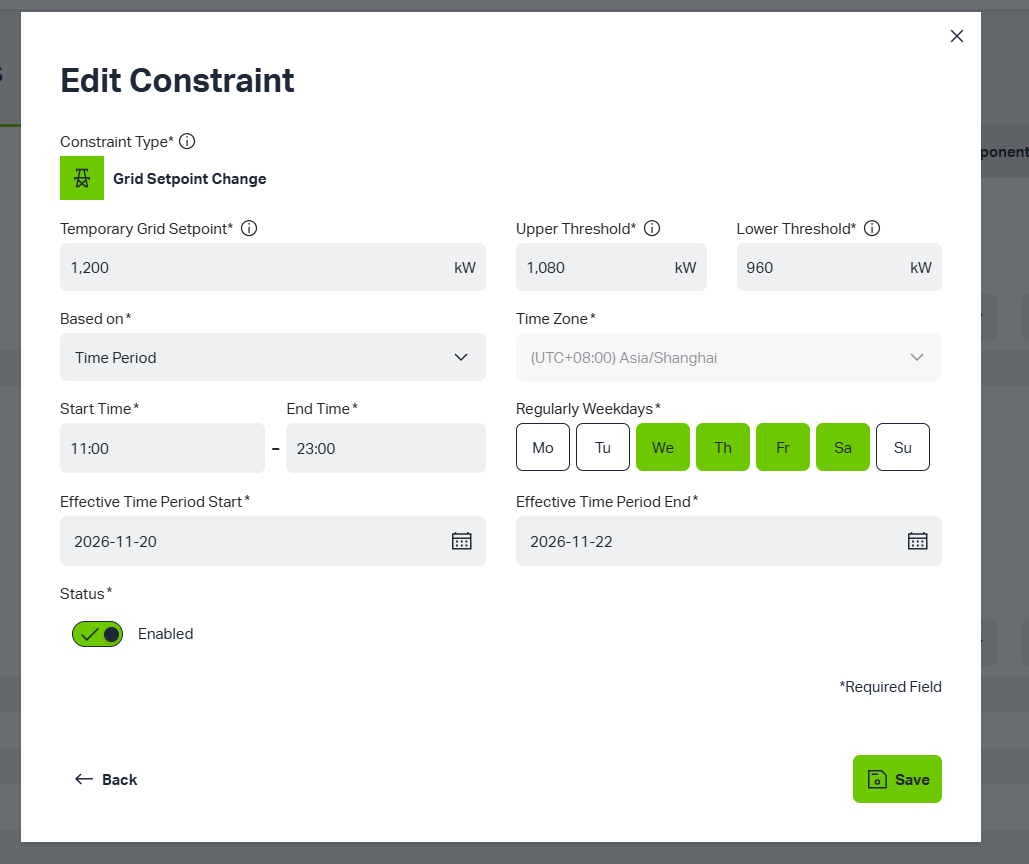 Edit Constraint
Constraint Type*
Grid Setpoint Change
Temporary Grid Setpoint* Upper Threshold* Lower Threshold*
1,200 kW 1,080 kW 960 kW
Based on* Time Zone*
Time Period (UTC+08:00) Asia/Shanghai
Start Time* End Time* Regularly Weekdays*
11:00 – 23:00 Mo Tu We Th Fr Sa Su
Effective Time Period Start* Effective Time Period End*
2026-11-20 2026-11-22
Status*
Enabled
*Required Field
Back Save